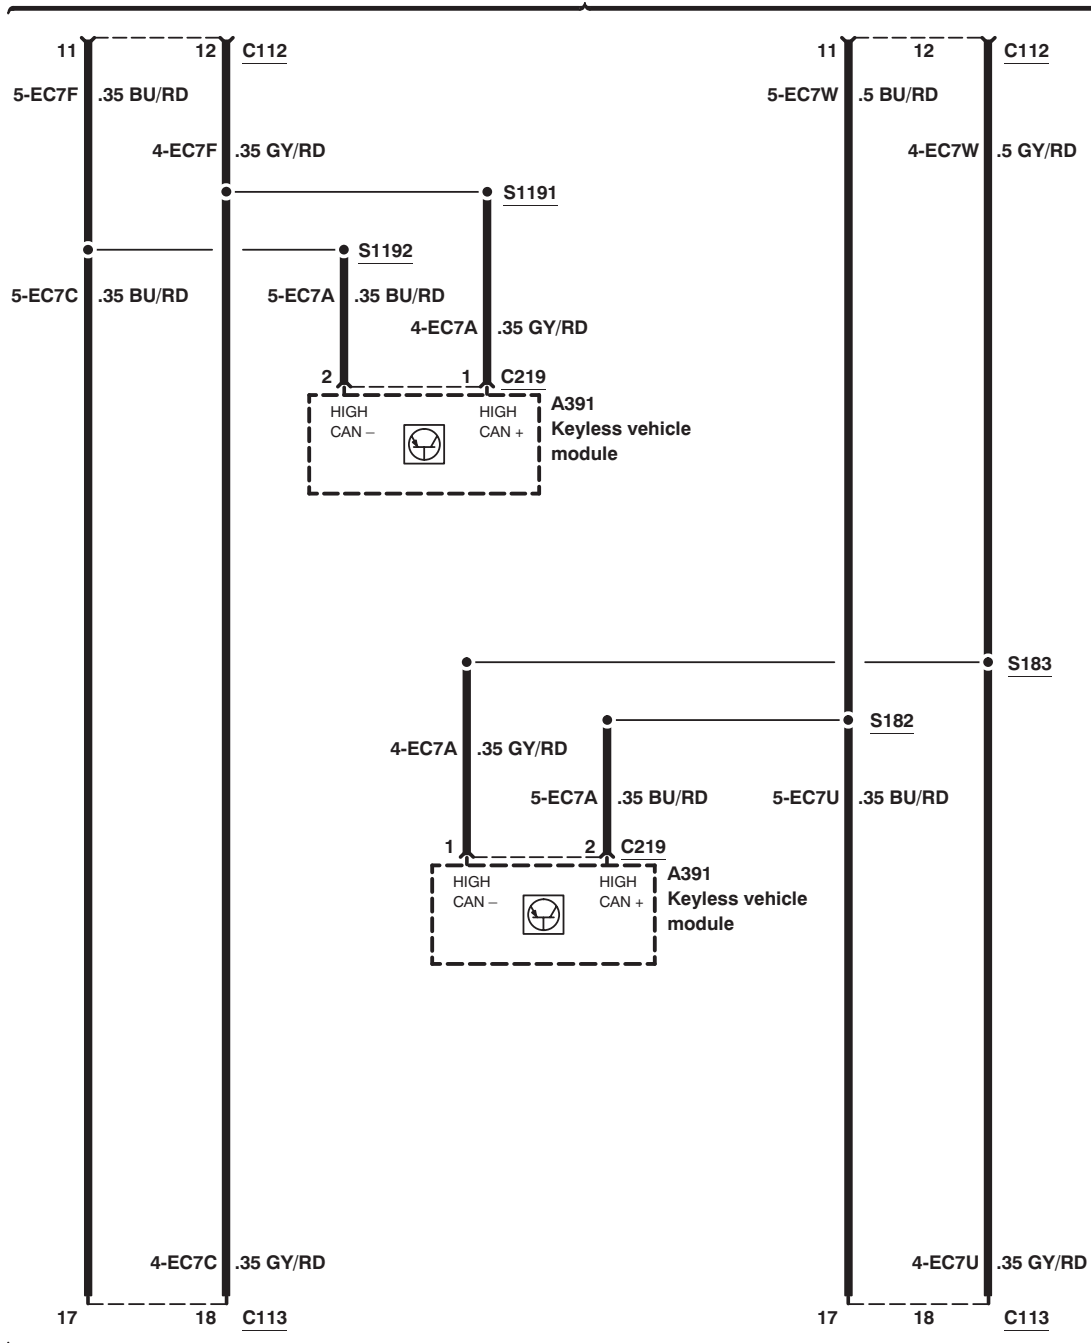 11 12 C112 11 12 C112
5-EC7F .35 BU/RD 5-EC7W .5 BU/RD
4-EC7F .35 GY/RD 4-EC7W .5 GY/RD
S1191
S1192
5-EC7C .35 BU/RD 5-EC7A .35 BU/RD
4-EC7A .35 GY/RD
2 1 C219
HIGH CAN – HIGH CAN +
A391
Keyless vehicle
module
S183
S182
4-EC7A .35 GY/RD
5-EC7A .35 BU/RD 5-EC7U .35 BU/RD
1 2 C219
HIGH CAN – HIGH CAN +
A391
Keyless vehicle
module
4-EC7C .35 GY/RD 4-EC7U .35 GY/RD
17 18 C113 17 18 C113